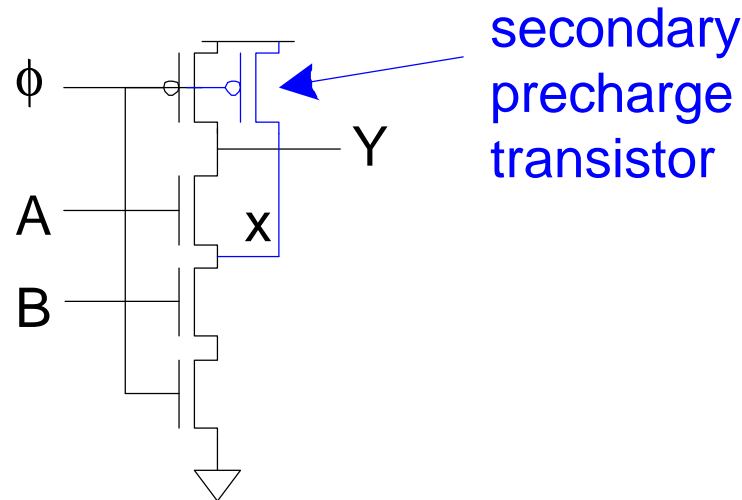 secondary
precharge
transistor
ϕ
Y
A
x
B